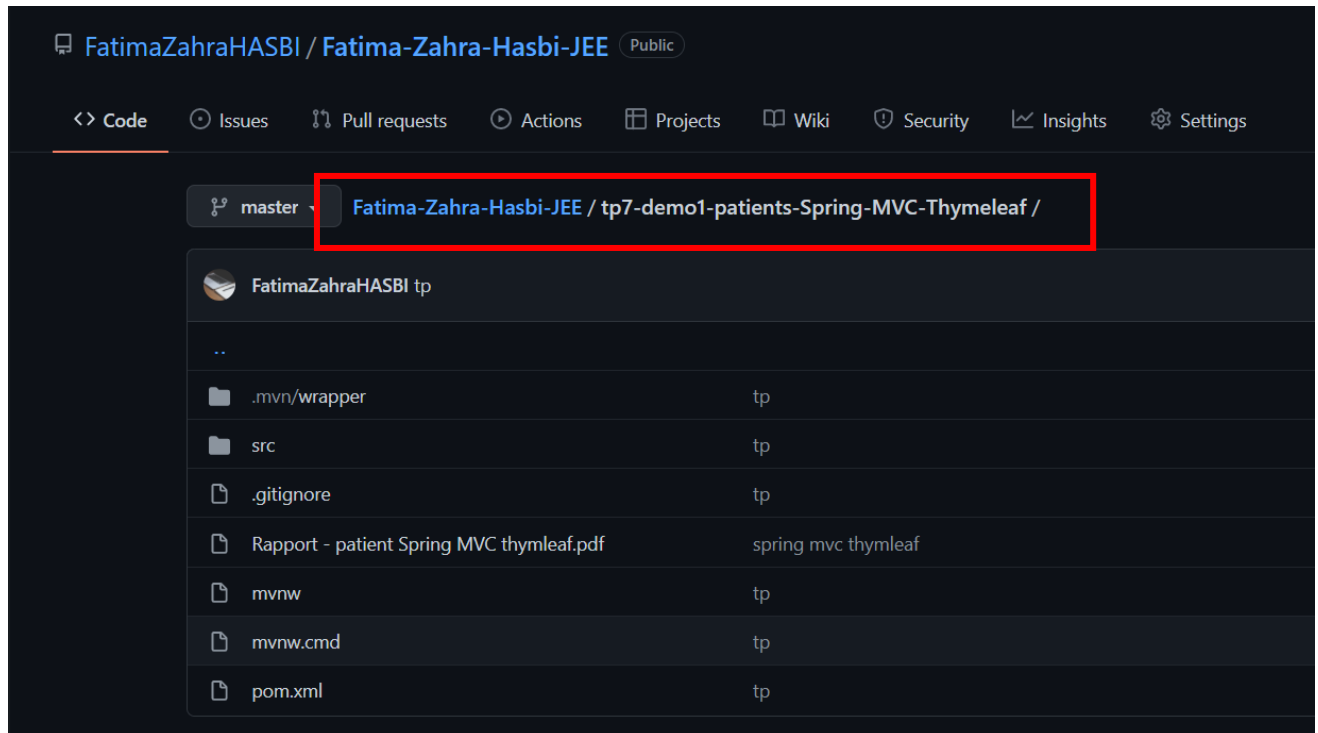 FatimaZahraHASBI / Fatima-Zahra-Hasbi-JEE Public
<> Code Issues Pull requests Actions Projects Wiki Security Insights Settings
master Fatima-Zahra-Hasbi-JEE / tp7-demo1-patients-Spring-MVC-Thymeleaf /
FatimaZahraHASBI tp
..
.mvn/wrapper tp
src tp
.gitignore tp
Rapport - patient Spring MVC thymleaf.pdf spring mvc thymleaf
mvnw tp
mvnw.cmd tp
pom.xml tp